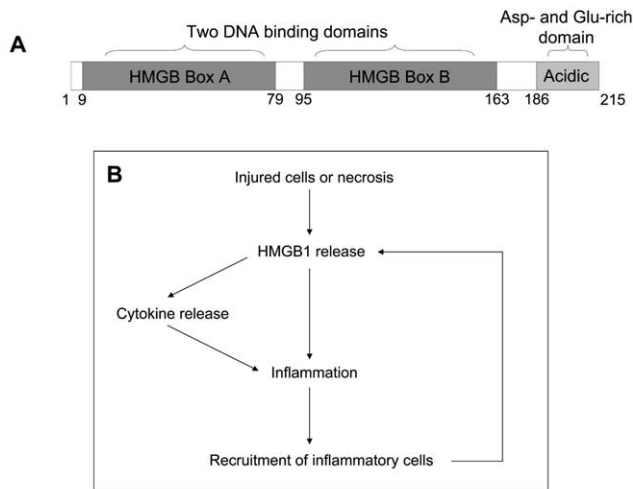 A
Two DNA binding domains
Asp- and Glu-rich
domain
HMGB Box A
HMGB Box B
Acidic
1 9 79 95 163 186 215
B
Injured cells or necrosis
HMGB1 release
Cytokine release
Inflammation
Recruitment of inflammatory cells